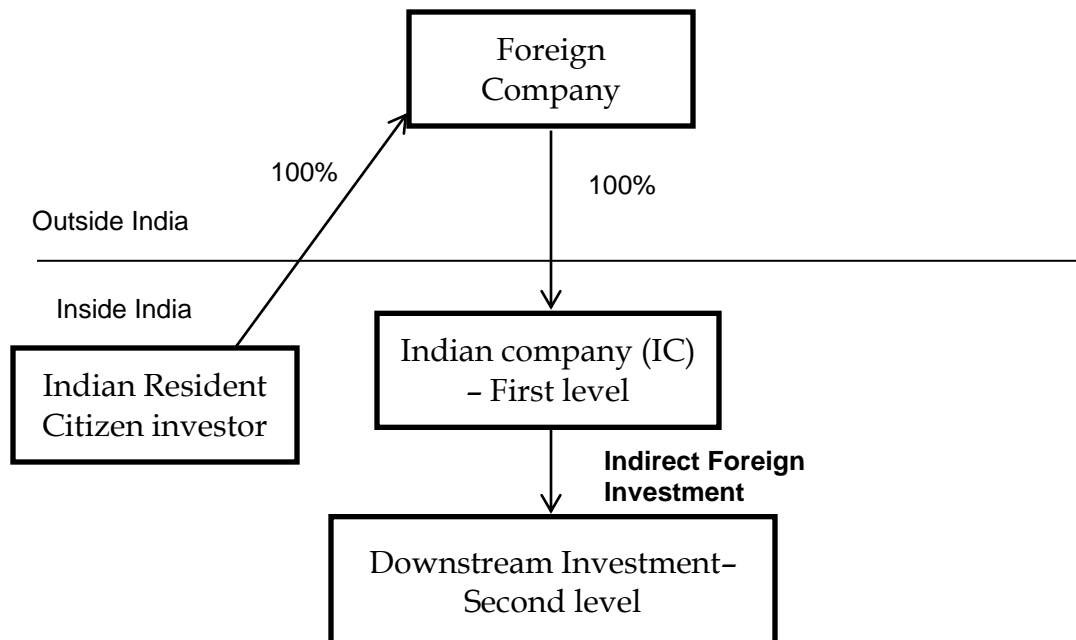 Foreign
Company
100%
100%
Outside India
Inside India
Indian company (IC)
– First level
Indian Resident
Citizen investor
Indirect Foreign
Investment
Downstream Investment–
Second level